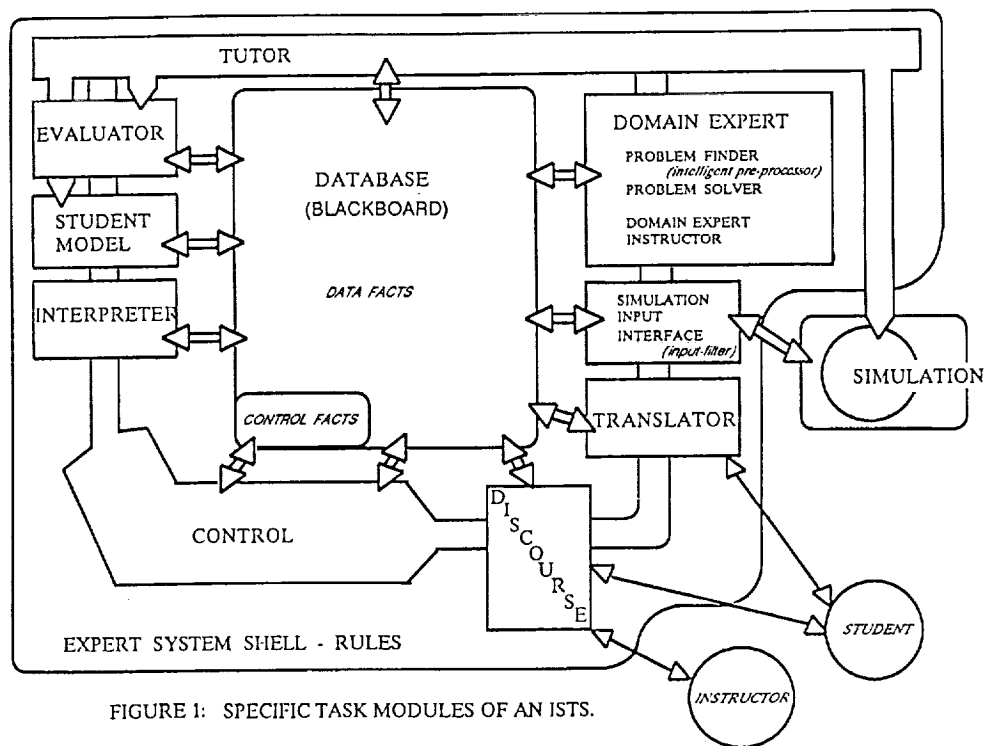 TUTOR
EVALUATOR
STUDENT
MODEL
INTERPRETER
DATABASE
(BLACKBOARD)
DATA FACTS
CONTROL FACTS
DOMAIN EXPERT
PROBLEM FINDER
(intelligent pre-processor)
PROBLEM SOLVER
DOMAIN EXPERT
INSTRUCTOR
SIMULATION
INPUT
INTERFACE
(input-filter)
SIMULATION
TRANSLATOR
CONTROL
DISCOURSE
STUDENT
INSTRUCTOR
EXPERT SYSTEM SHELL - RULES
FIGURE 1: SPECIFIC TASK MODULES OF AN ISTS.